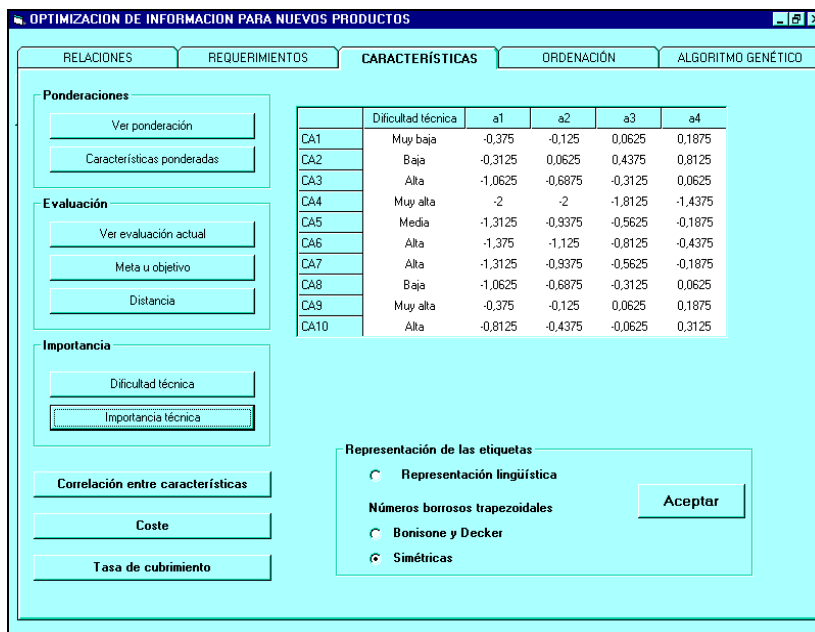 OPTIMIZACION DE INFORMACION PARA NUEVOS PRODUCTOS
RELACIONES REQUERIMIENTOS CARACTERÍSTICAS ORDENACIÓN ALGORITMO GENÉTICO
Ponderaciones
Ver ponderación
Características ponderadas
Evaluación
Ver evaluación actual
Meta u objetivo
Distancia
Importancia
Dificultad técnica
Importancia técnica
Correlación entre características
Coste
Tasa de cubrimiento
Dificultad técnica a1 a2 a3 a4
CA1 Muy baja -0,375 -0,125 0,0625 0,1875
CA2 Baja -0,3125 0,0625 0,4375 0,8125
CA3 Alta -1,0625 -0,6875 -0,3125 0,0625
CA4 Muy alta -2 -2 -1,8125 -1,4375
CA5 Media -1,3125 -0,9375 -0,5625 -0,1875
CA6 Alta -1,375 -1,125 -0,8125 -0,4375
CA7 Alta -1,3125 -0,9375 -0,5625 -0,1875
CA8 Baja -1,0625 -0,6875 -0,3125 0,0625
CA9 Muy alta -0,375 -0,125 0,0625 0,1875
CA10 Alta -0,8125 -0,4375 -0,0625 0,3125
Representación de las etiquetas
Representación lingüística
Números borrosos trapezoidales
Bonisone y Decker
Simétricas
Aceptar